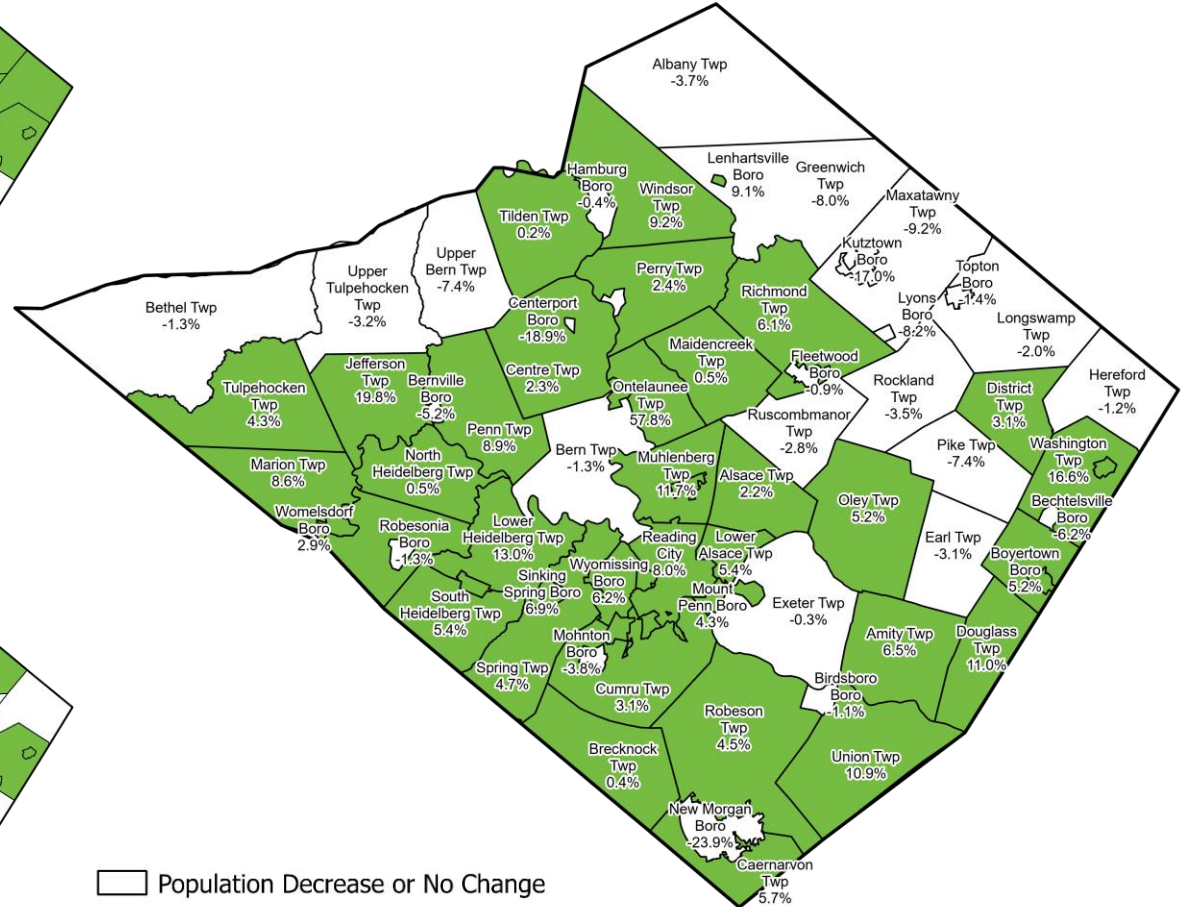 Albany Twp
-3.7%
Lenhartsville
Boro
9.1%
Greenwich
Twp
-8.0%
Hamburg
Boro
-0.4%
Windsor
Twp
9.2%
Maxatawny
Twp
-9.2%
Tilden Twp
0.2%
Kutztown
Boro
-17.0%
Upper
Bern Twp
-7.4%
Upper
Tulpehocken
Twp
-3.2%
Bethel Twp
-1.3%
Perry Twp
2.4%
Topton
Boro
-1.4%
Richmond
Twp
6.1%
Centerport
Boro
-18.9%
Lyons
Boro
-8.2%
Longswamp
Twp
-2.0%
Maidencreek
Twp
0.5%
Fleetwood
Boro
-0.9%
Jefferson
Twp
19.8%
Bernville
Boro
-5.2%
Centre Twp
2.3%
Ontelaunee
Twp
57.8%
Rockland
Twp
-3.5%
Hereford
Twp
-1.2%
Tulpehocken
Twp
4.3%
District
Twp
3.1%
Ruscombmanor
Twp
-2.8%
Penn Twp
8.9%
Bern Twp
-1.3%
Pike Twp
-7.4%
Washington
Twp
16.6%
North
Heidelberg Twp
0.5%
Muhlenberg
Twp
11.7%
Alsace Twp
2.2%
Marion Twp
8.6%
Oley Twp
5.2%
Bechtelsville
Boro
-6.2%
Womelsdorf
Boro
2.9%
Robesonia
Boro
-1.3%
Lower
Heidelberg Twp
13.0%
Reading
City
8.0%
Lower
Alsace Twp
5.4%
Earl Twp
-3.1%
Boyertown
Boro
5.2%
Wyomissing
Boro
6.2%
Sinking
Spring Boro
6.9%
Mount
Penn Boro
4.3%
South
Heidelberg Twp
5.4%
Exeter Twp
-0.3%
Mohnton
Boro
-3.8%
Amity Twp
6.5%
Douglass
Twp
11.0%
Spring Twp
4.7%
Cumru Twp
3.1%
Birdsboro
Boro
-1.1%
Robeson
Twp
4.5%
Brecknock
Twp
0.4%
Union Twp
10.9%
New Morgan
Boro
-23.9%
Caernarvon
Twp
5.7%
Population Decrease or No Change